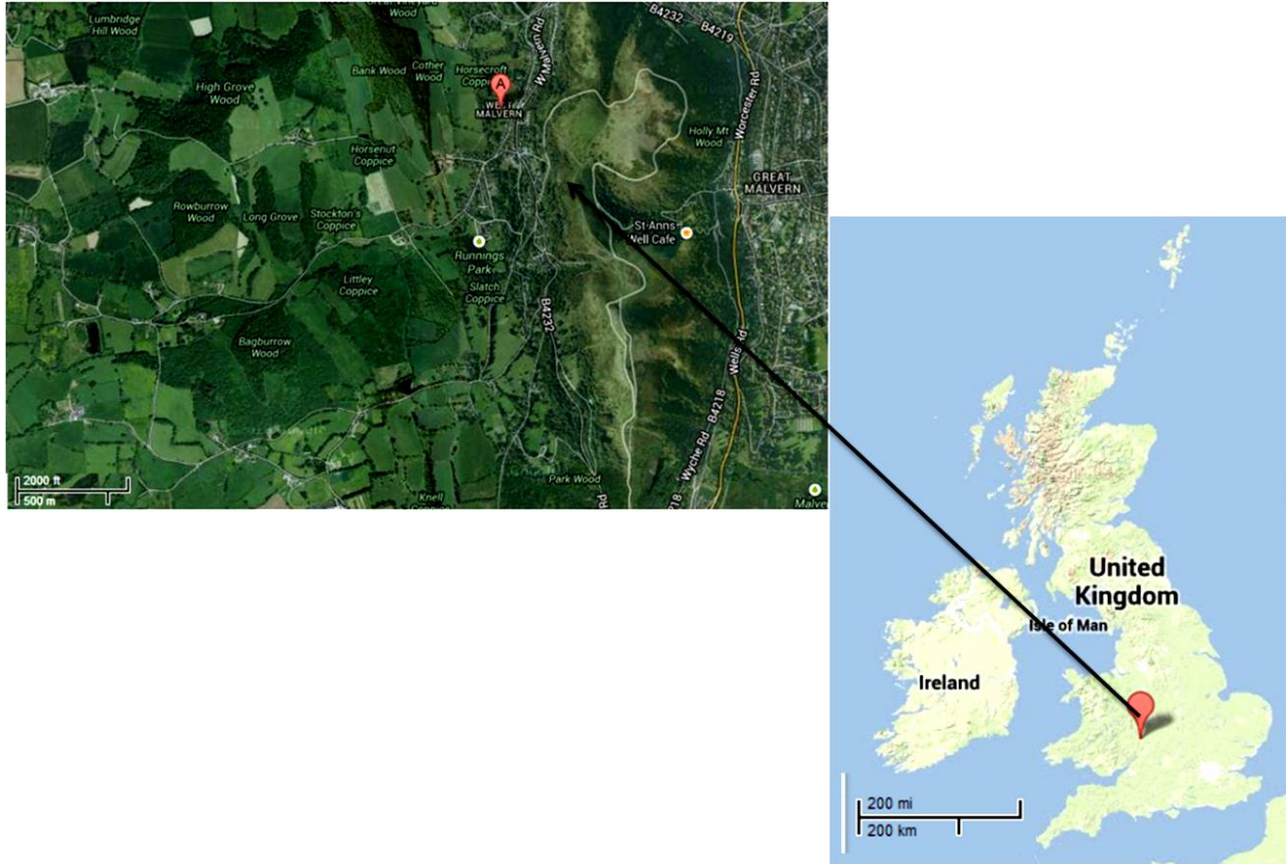 Lumbridge
Hill Wood
Wood
B4232
B4219
W Malvern Rd
High Grove
Wood
Bank Wood
Cother
Wood
Horsecroft
A
MALVERN
Worcester Rd
Holly Mt
Wood
Horsenut
Coppice
GREAT
MALVERN
Rowburrow
Wood
Long Grove
Stockton's
Coppice
St Anns
Well Cafe
Runnings
Park
Slatch
Coppice
Littley
Coppice
B4232
Bagburrow
Wood
Wells
B4218
Wyche Rd
2000 ft
500 m
Park Wood
Knell
United
Kingdom
Isle of Man
Ireland
200 mi
200 km